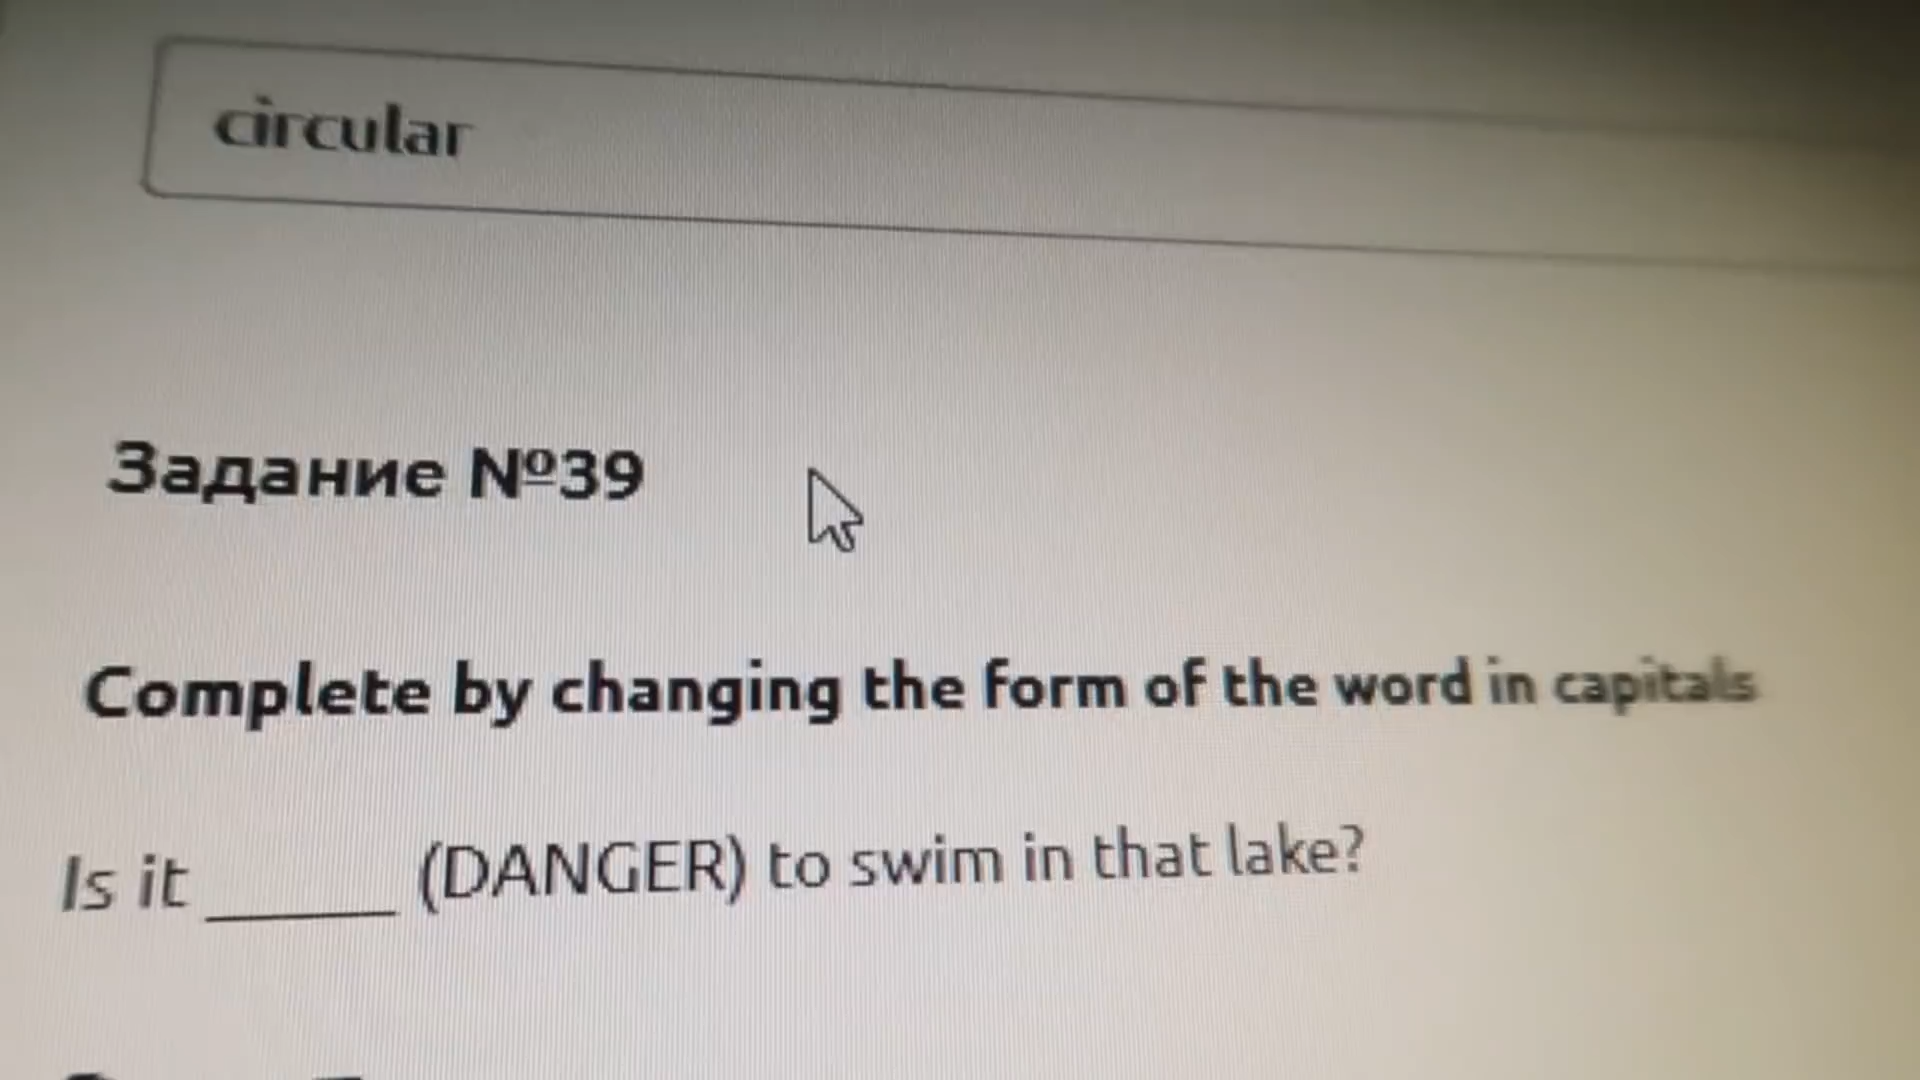 circular
Задание №39
Complete by changing the form of the word in capitals
Is it _____ (DANGER) to swim in that lake?